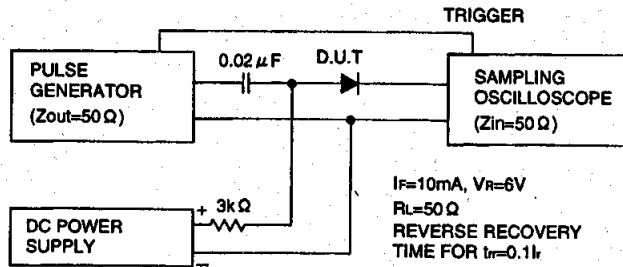 TRIGGER
PULSE
GENERATOR
(Zout=50Ω)
0.02μF
D.U.T
SAMPLING
OSCILLOSCOPE
(Zin=50Ω)
+ 3kΩ
DC POWER
SUPPLY
−
IF=10mA, VR=6V
RL=50Ω
REVERSE RECOVERY
TIME FOR trr=0.1Ir